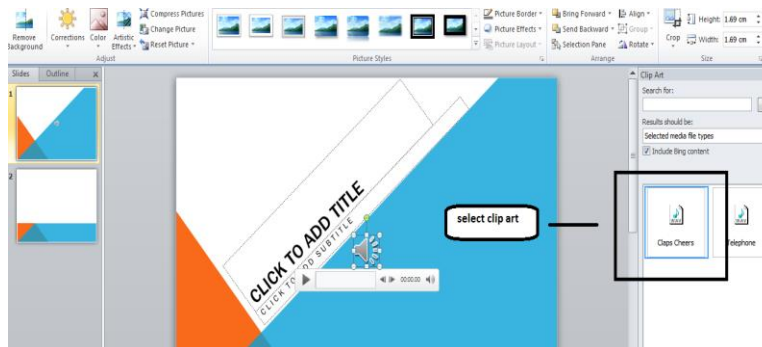 Remove
Background
Corrections
Color
Artistic
Effects
Compress Pictures
Change Picture
Reset Picture
Adjust
Picture Styles
Picture Border
Picture Effects
Picture Layout
Bring Forward
Send Backward
Selection Pane
Align
Group
Rotate
Arrange
Crop
Height: 1.69 cm
Width: 1.69 cm
Size
Slides
Outline
x
1
2
CLICK TO ADD TITLE
CLICK TO ADD SUBTITLE
00:00.00
select clip art
Clip Art
Search for:
Results should be:
Selected media file types
Include Bing content
Claps Cheers
Telephone